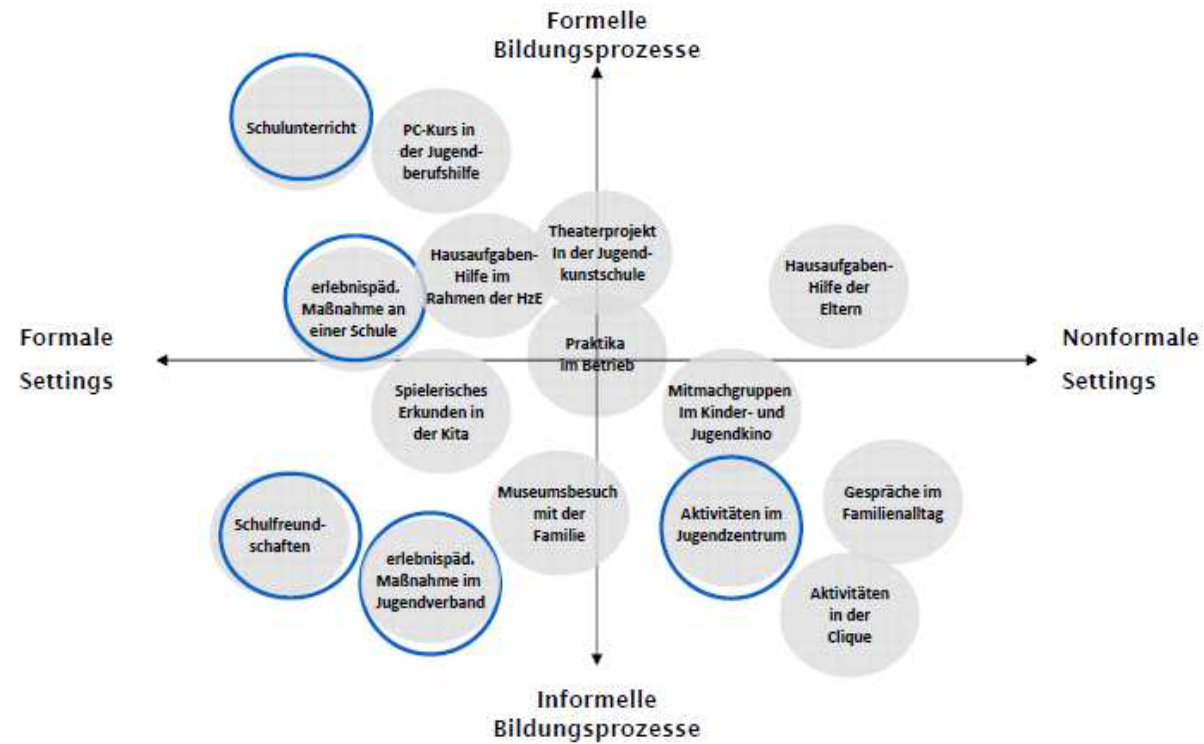 Formelle
Bildungsprozesse
Schulunterricht
PC-Kurs in
der Jugend-
berufshilfe
Theaterprojekt
In der Jugend-
kunstschule
Hausaufgaben-
Hilfe im
Rahmen der HzE
Hausaufgaben-
Hilfe der
Eltern
erlebnispäd.
Maßnahme an
einer Schule
Formale
Settings
Praktika
im Betrieb
Nonformale
Settings
Spielerisches
Erkunden in
der Kita
Mitmachgruppen
Im Kinder- und
Jugendkino
Schulfreund-
schaften
erlebnispäd.
Maßnahme im
Jugendverband
Museumsbesuch
mit der
Familie
Aktivitäten im
Jugendzentrum
Gespräche im
Familienalltag
Aktivitäten
in der
Clique
Informelle
Bildungsprozesse